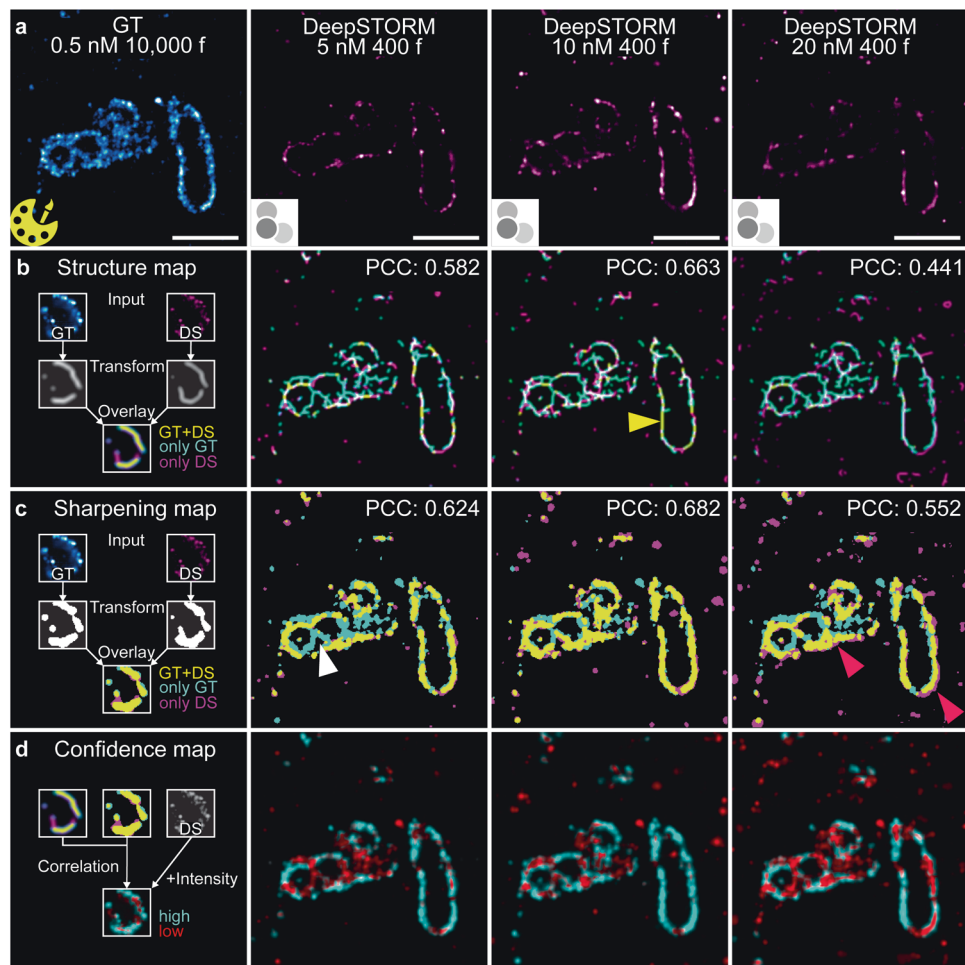 a
GT
0.5 nM 10,000 f
DeepSTORM
5 nM 400 f
DeepSTORM
10 nM 400 f
DeepSTORM
20 nM 400 f
b
Structure map
Input
GT
DS
Transform
Overlay
GT+DS
only GT
only DS
PCC: 0.582
PCC: 0.663
PCC: 0.441
c
Sharpening map
Input
GT
DS
Transform
Overlay
GT+DS
only GT
only DS
PCC: 0.624
PCC: 0.682
PCC: 0.552
d
Confidence map
DS
Correlation
+Intensity
high
low